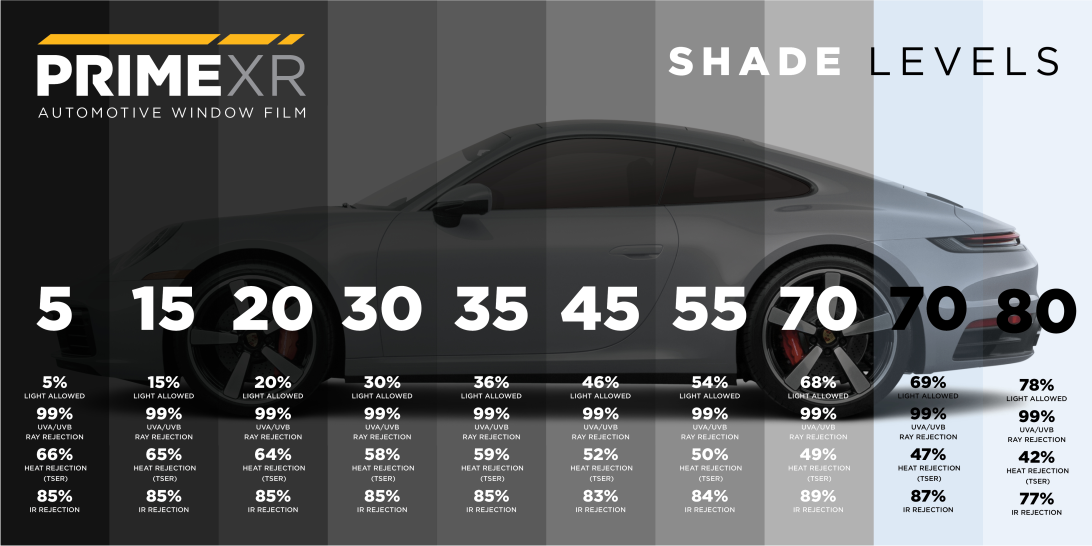 PRIMEXR
AUTOMOTIVE WINDOW FILM
SHADE LEVELS
5 15 20 30 35 45 55 70 70 80
5% 15% 20% 30% 36% 46% 54% 68% 69% 78%
LIGHT ALLOWED LIGHT ALLOWED LIGHT ALLOWED LIGHT ALLOWED LIGHT ALLOWED LIGHT ALLOWED LIGHT ALLOWED LIGHT ALLOWED LIGHT ALLOWED LIGHT ALLOWED
99% 99% 99% 99% 99% 99% 99% 99% 99% 99%
UVA/UVB UVA/UVB UVA/UVB UVA/UVB UVA/UVB UVA/UVB UVA/UVB UVA/UVB UVA/UVB UVA/UVB
RAY REJECTION RAY REJECTION RAY REJECTION RAY REJECTION RAY REJECTION RAY REJECTION RAY REJECTION RAY REJECTION RAY REJECTION RAY REJECTION
66% 65% 64% 58% 59% 52% 50% 49% 47% 42%
HEAT REJECTION HEAT REJECTION HEAT REJECTION HEAT REJECTION HEAT REJECTION HEAT REJECTION HEAT REJECTION HEAT REJECTION HEAT REJECTION HEAT REJECTION
(TSER) (TSER) (TSER) (TSER) (TSER) (TSER) (TSER) (TSER) (TSER) (TSER)
85% 85% 85% 85% 85% 83% 84% 89% 87% 77%
IR REJECTION IR REJECTION IR REJECTION IR REJECTION IR REJECTION IR REJECTION IR REJECTION IR REJECTION IR REJECTION IR REJECTION